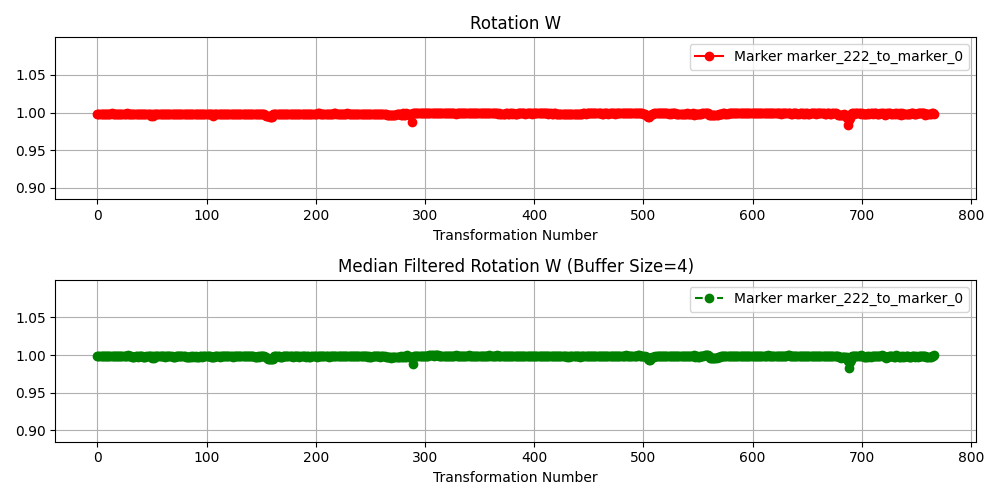 Rotation W
Marker marker_222_to_marker_0
1.05
1.00
0.95
0.90
0 100 200 300 400 500 600 700 800
Transformation Number
Median Filtered Rotation W (Buffer Size=4)
Marker marker_222_to_marker_0
1.05
1.00
0.95
0.90
0 100 200 300 400 500 600 700 800
Transformation Number